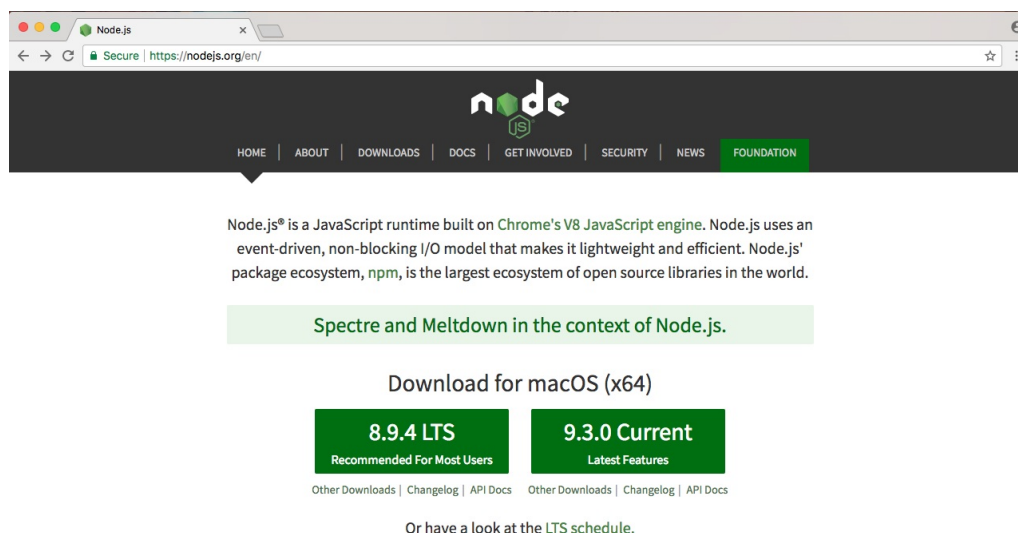 Node.js
Secure | https://nodejs.org/en/
node
JS
HOME | ABOUT | DOWNLOADS | DOCS | GET INVOLVED | SECURITY | NEWS FOUNDATION
Node.js® is a JavaScript runtime built on Chrome's V8 JavaScript engine. Node.js uses an
event-driven, non-blocking I/O model that makes it lightweight and efficient. Node.js'
package ecosystem, npm, is the largest ecosystem of open source libraries in the world.
Spectre and Meltdown in the context of Node.js.
Download for macOS (x64)
8.9.4 LTS
Recommended For Most Users
9.3.0 Current
Latest Features
Other Downloads | Changelog | API Docs
Other Downloads | Changelog | API Docs
Or have a look at the LTS schedule.